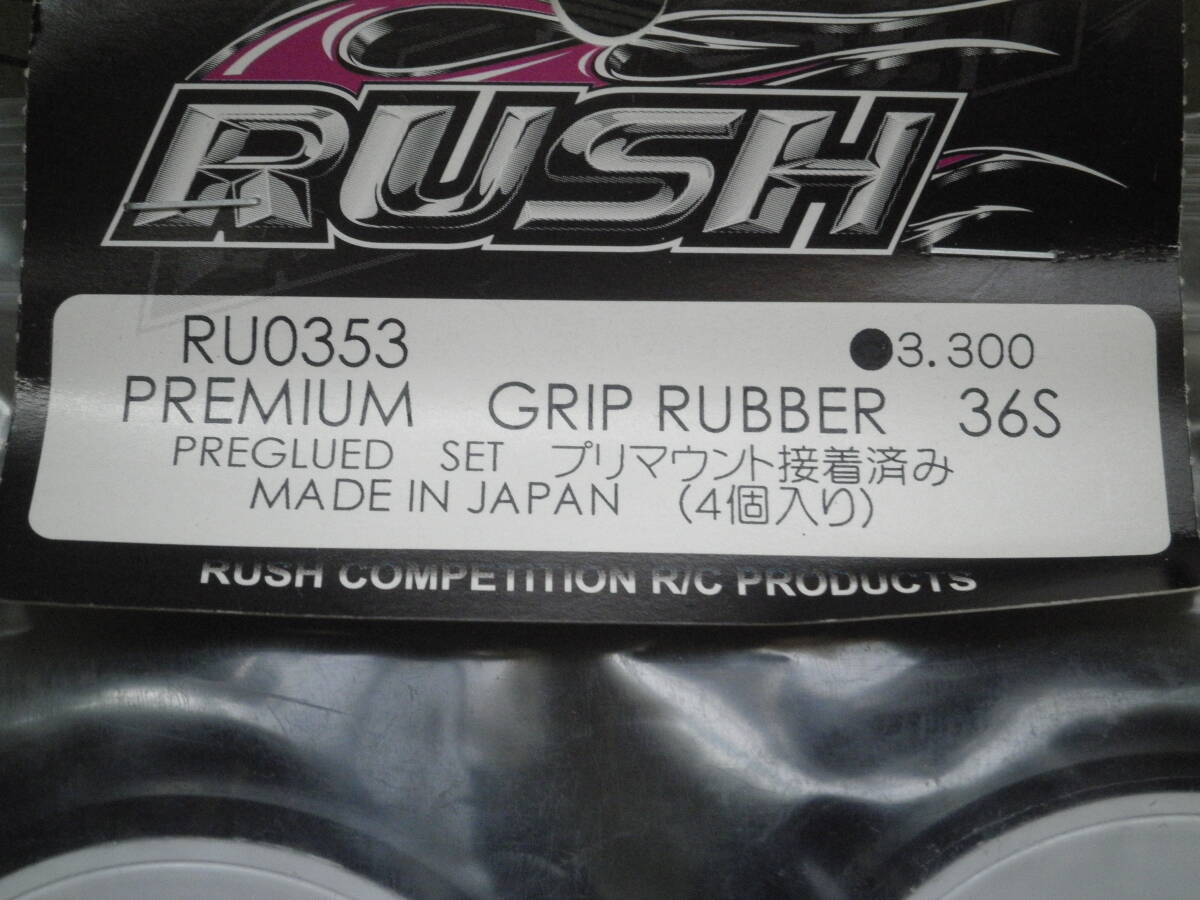 RUSH
RU0353 ●3.300
PREMIUM GRIP RUBBER 36S
PREGLUED SET プリマウント接着済み
MADE IN JAPAN (4個入り)
RUSH COMPETITION R/C PRODUCTS